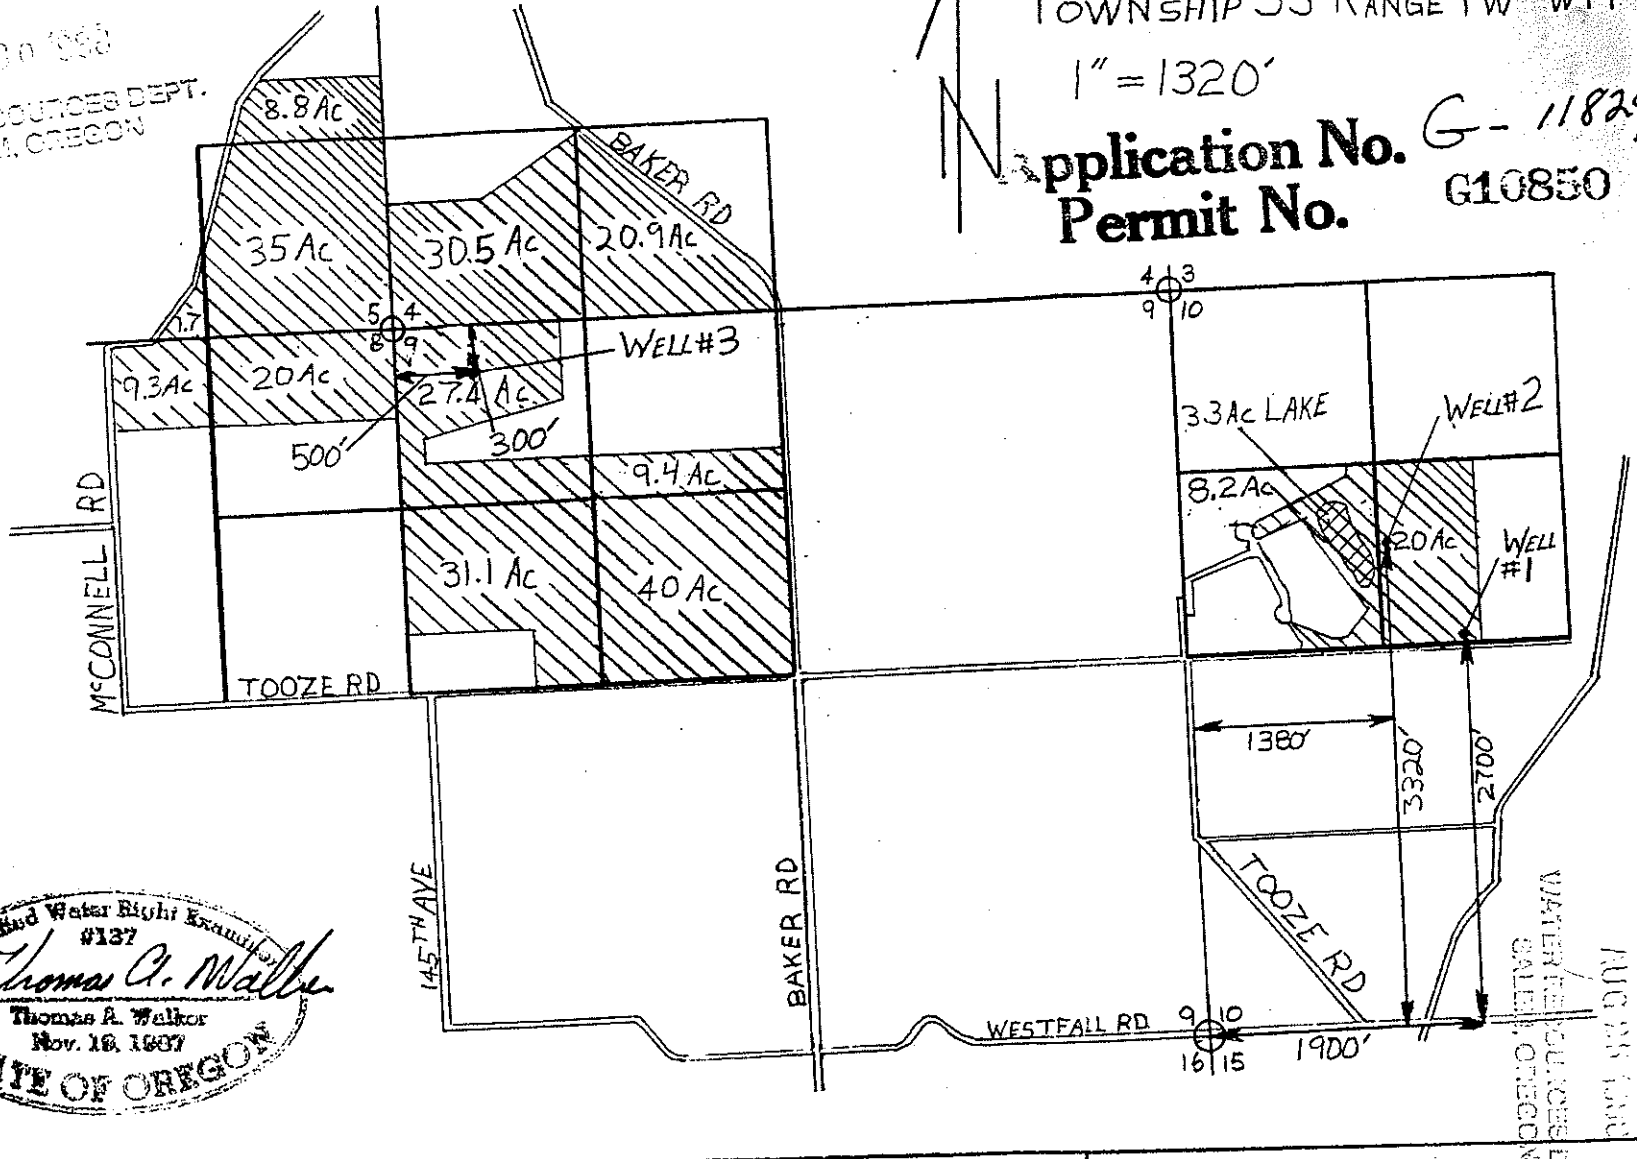 TOWNSHIP 3S RANGE 1W
1" = 1320'
N
Application No. G-
Permit No. G10850
SOURCES DEPT.
OREGON
8.8 Ac
BAKER RD
35 Ac
30.5 Ac
20.9 Ac
5 4
8 9
4 3
9 10
WELL #3
9.3 Ac
20 Ac
27.4 Ac
500'
300'
3.3 Ac LAKE
WELL #2
9.4 Ac
8.2 Ac
20 Ac
WELL
#1
McCONNELL RD
31.1 Ac
40 Ac
TOOZE RD
1380'
3320'
2700'
145TH AVE
BAKER RD
TOOZE RD
WESTFALL RD
9 10
16 15
1900'
Water Right Examiner
#137
Thomas A. Walker
Thomas A. Walker
Nov. 18, 1987
OF OREGON
WATER RESOURCES
SALEM, OREGON